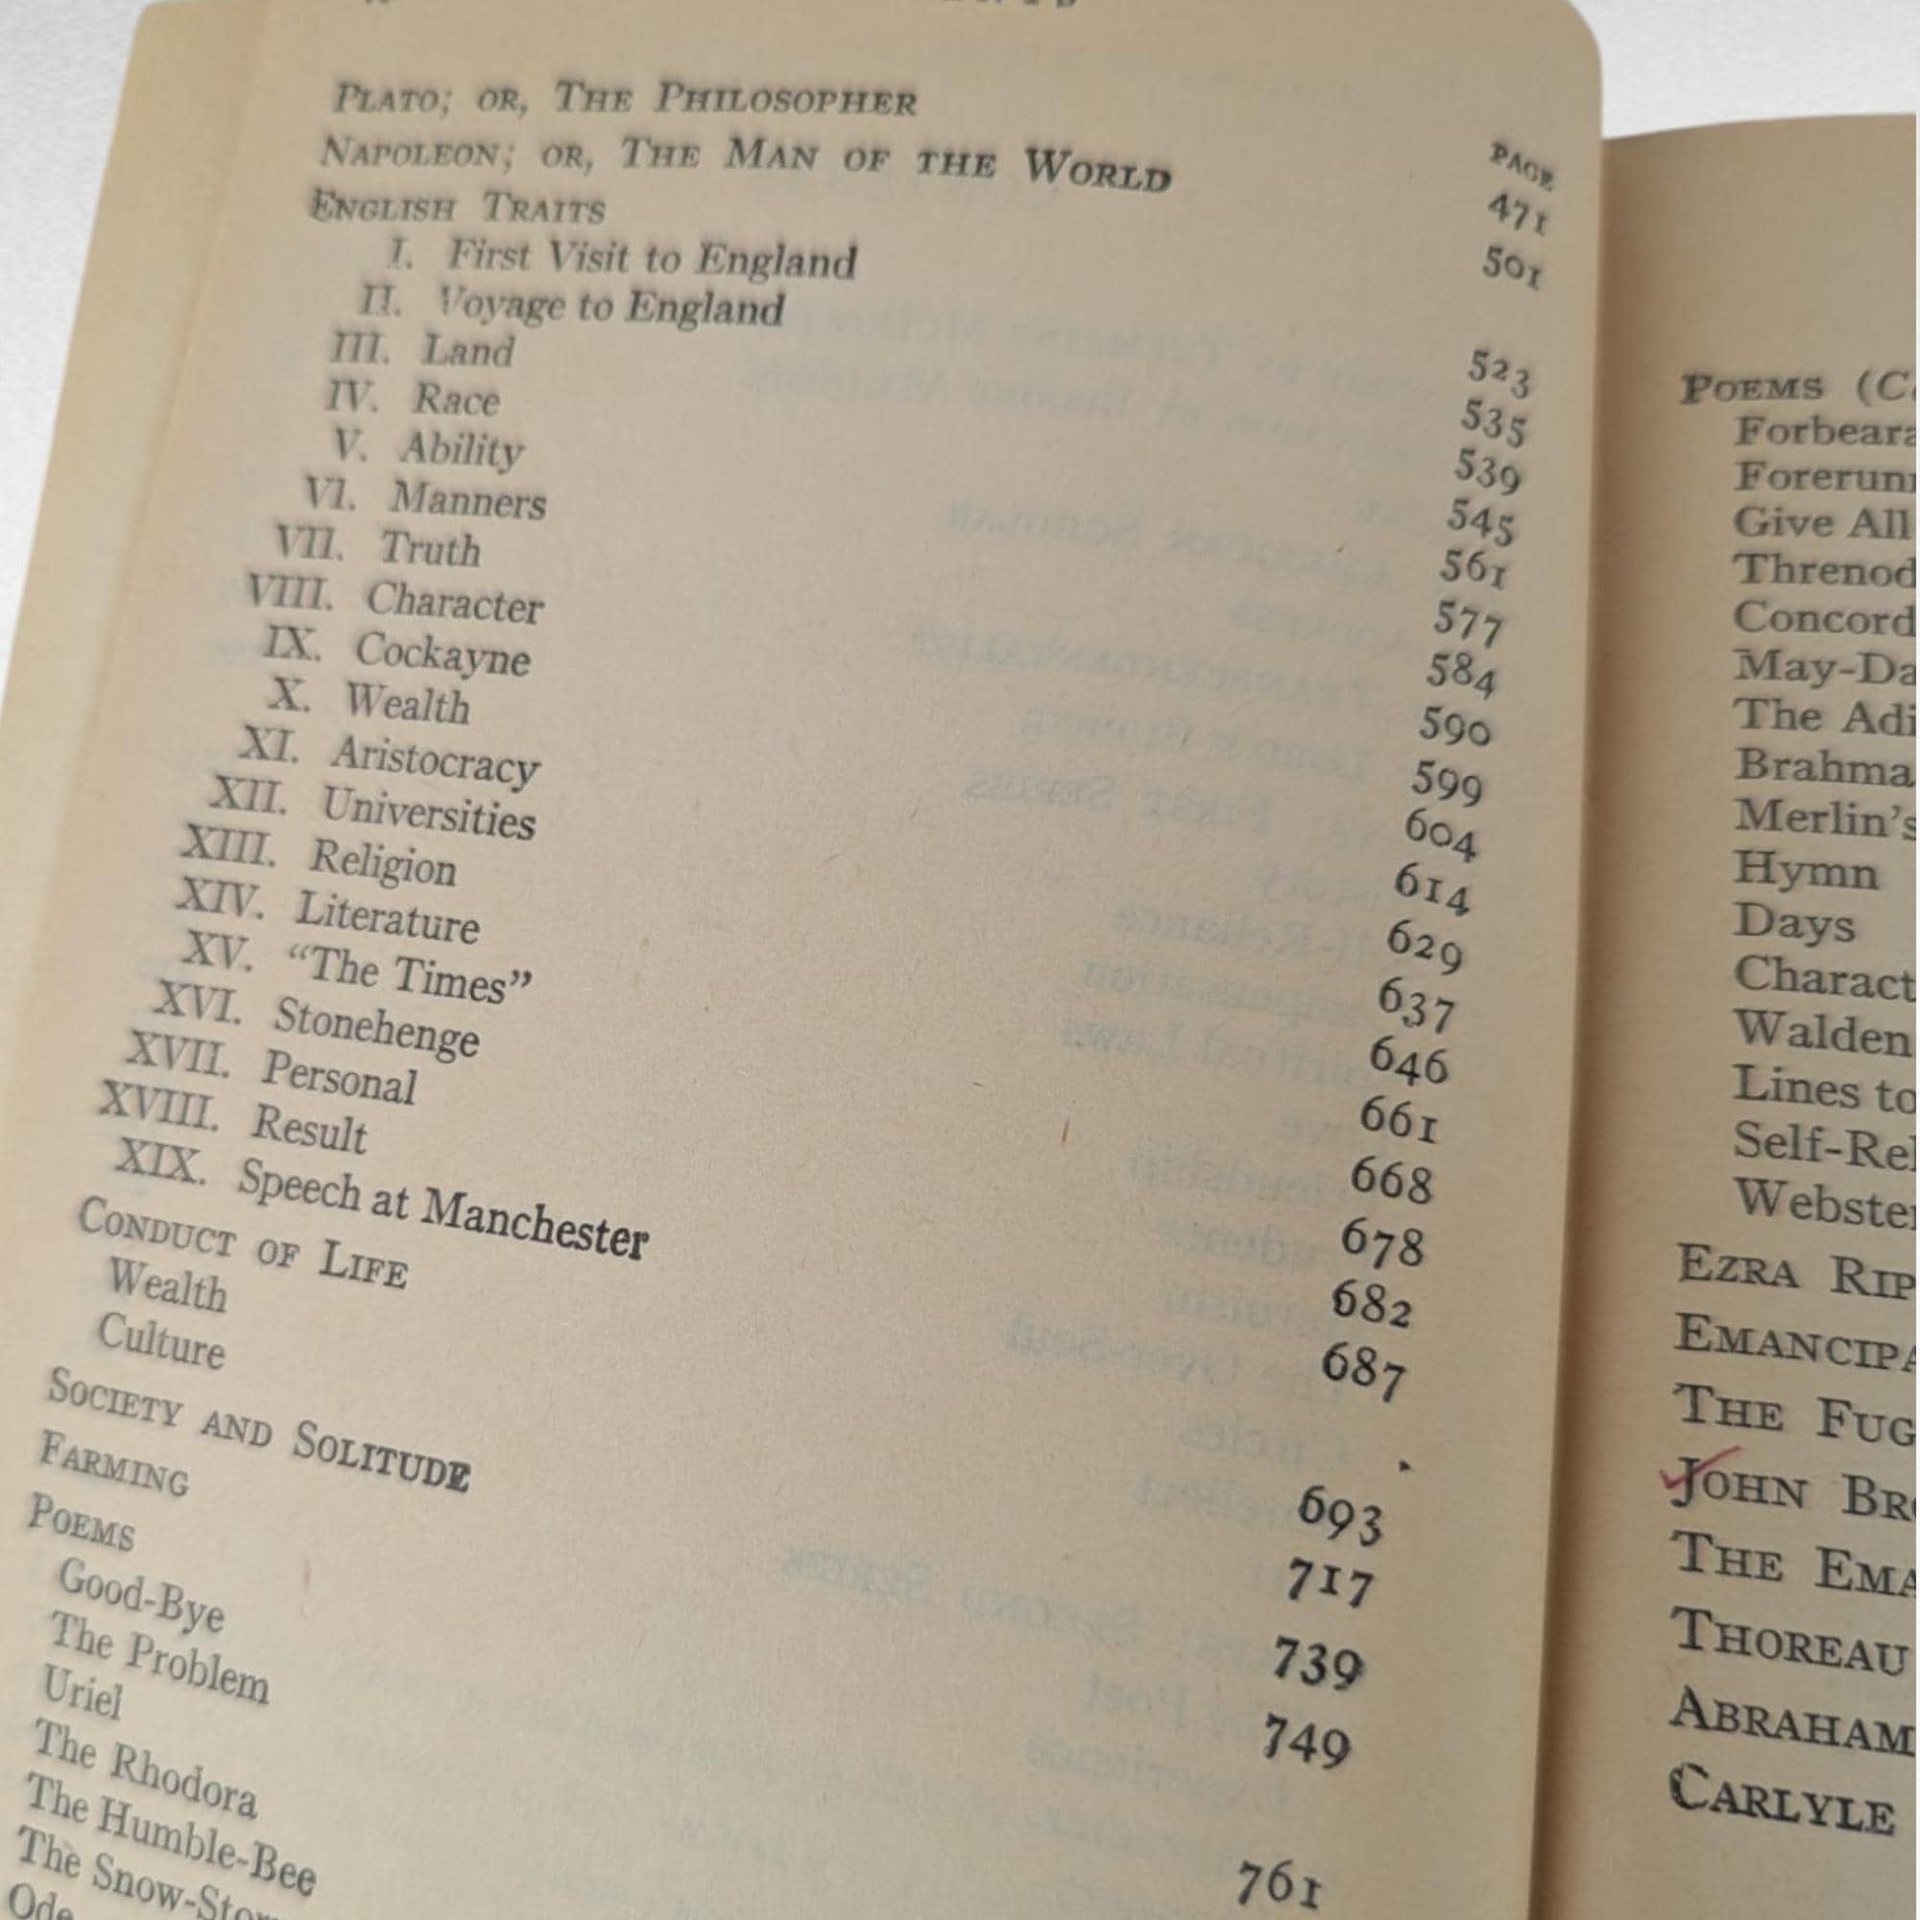 PAGE
PLATO; OR, THE PHILOSOPHER 471
NAPOLEON; OR, THE MAN OF THE WORLD 501
ENGLISH TRAITS
I. First Visit to England 523
II. Voyage to England 535
III. Land 539
IV. Race 545
V. Ability 561
VI. Manners 577
VII. Truth 584
VIII. Character 590
IX. Cockayne 599
X. Wealth 604
XI. Aristocracy 614
XII. Universities 629
XIII. Religion 637
XIV. Literature 646
XV. “The Times” 661
XVI. Stonehenge 668
XVII. Personal 678
XVIII. Result 682
XIX. Speech at Manchester 687
CONDUCT OF LIFE
Wealth 693
Culture 717
SOCIETY AND SOLITUDE 739
FARMING 749
POEMS
Good-Bye 761
The Problem
Uriel
The Rhodora
The Humble-Bee
The Snow-Stor
Ode
POEMS (C
Forbeara
Forerun
Give All
Threnod
Concord
May-Da
The Adi
Brahma
Merlin’s
Hymn
Days
Charact
Walden
Lines to
Self-Rel
Webster
EZRA RIP
EMANCIPA
THE FUG
JOHN BR
THE EMA
THOREAU
ABRAHAM
CARLYLE